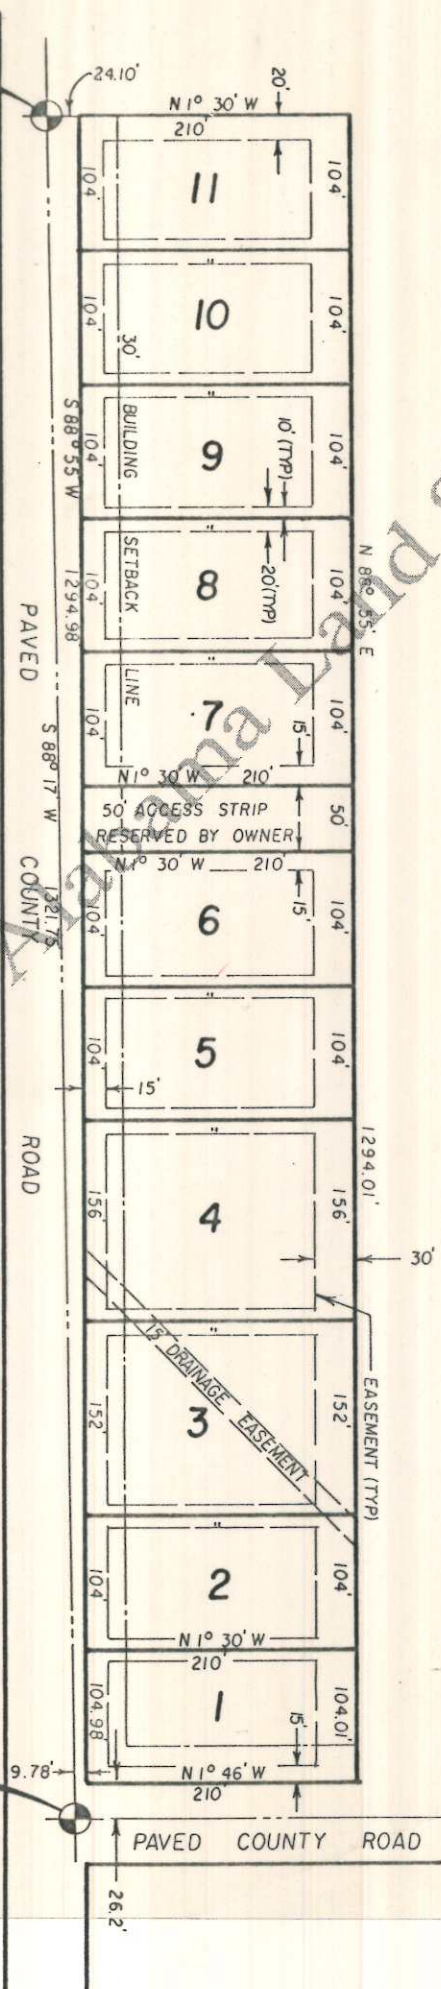 24.10'
20'
N 1° 30' W
210'
104'
11
104'
"
104'
10
104'
30'
"
S 88° 55 W
104'
BUILDING
9
10' (TYP)
104'
"
1294.98
104'
SETBACK
8
20'(TYP)
104'
N 88° 55' E
"
PAVED
104'
LINE
7
15'
104'
N 1° 30' W 210'
S 88° 17' W
50' ACCESS STRIP
RESERVED BY OWNER
50'
N 1° 30' W 210'
COUNTY
1321.75
104'
6
15'
104'
"
104'
5
104'
15'
ROAD
"
156'
4
156'
1294.01'
30'
"
15' DRAINAGE EASEMENT
152'
3
152'
EASEMENT (TYP)
"
104'
2
104'
N 1° 30' W
210'
104.98
1
15'
104.01'
9.78'
N 1° 46' W
210'
PAVED COUNTY ROAD
26.2'
Alabama Land